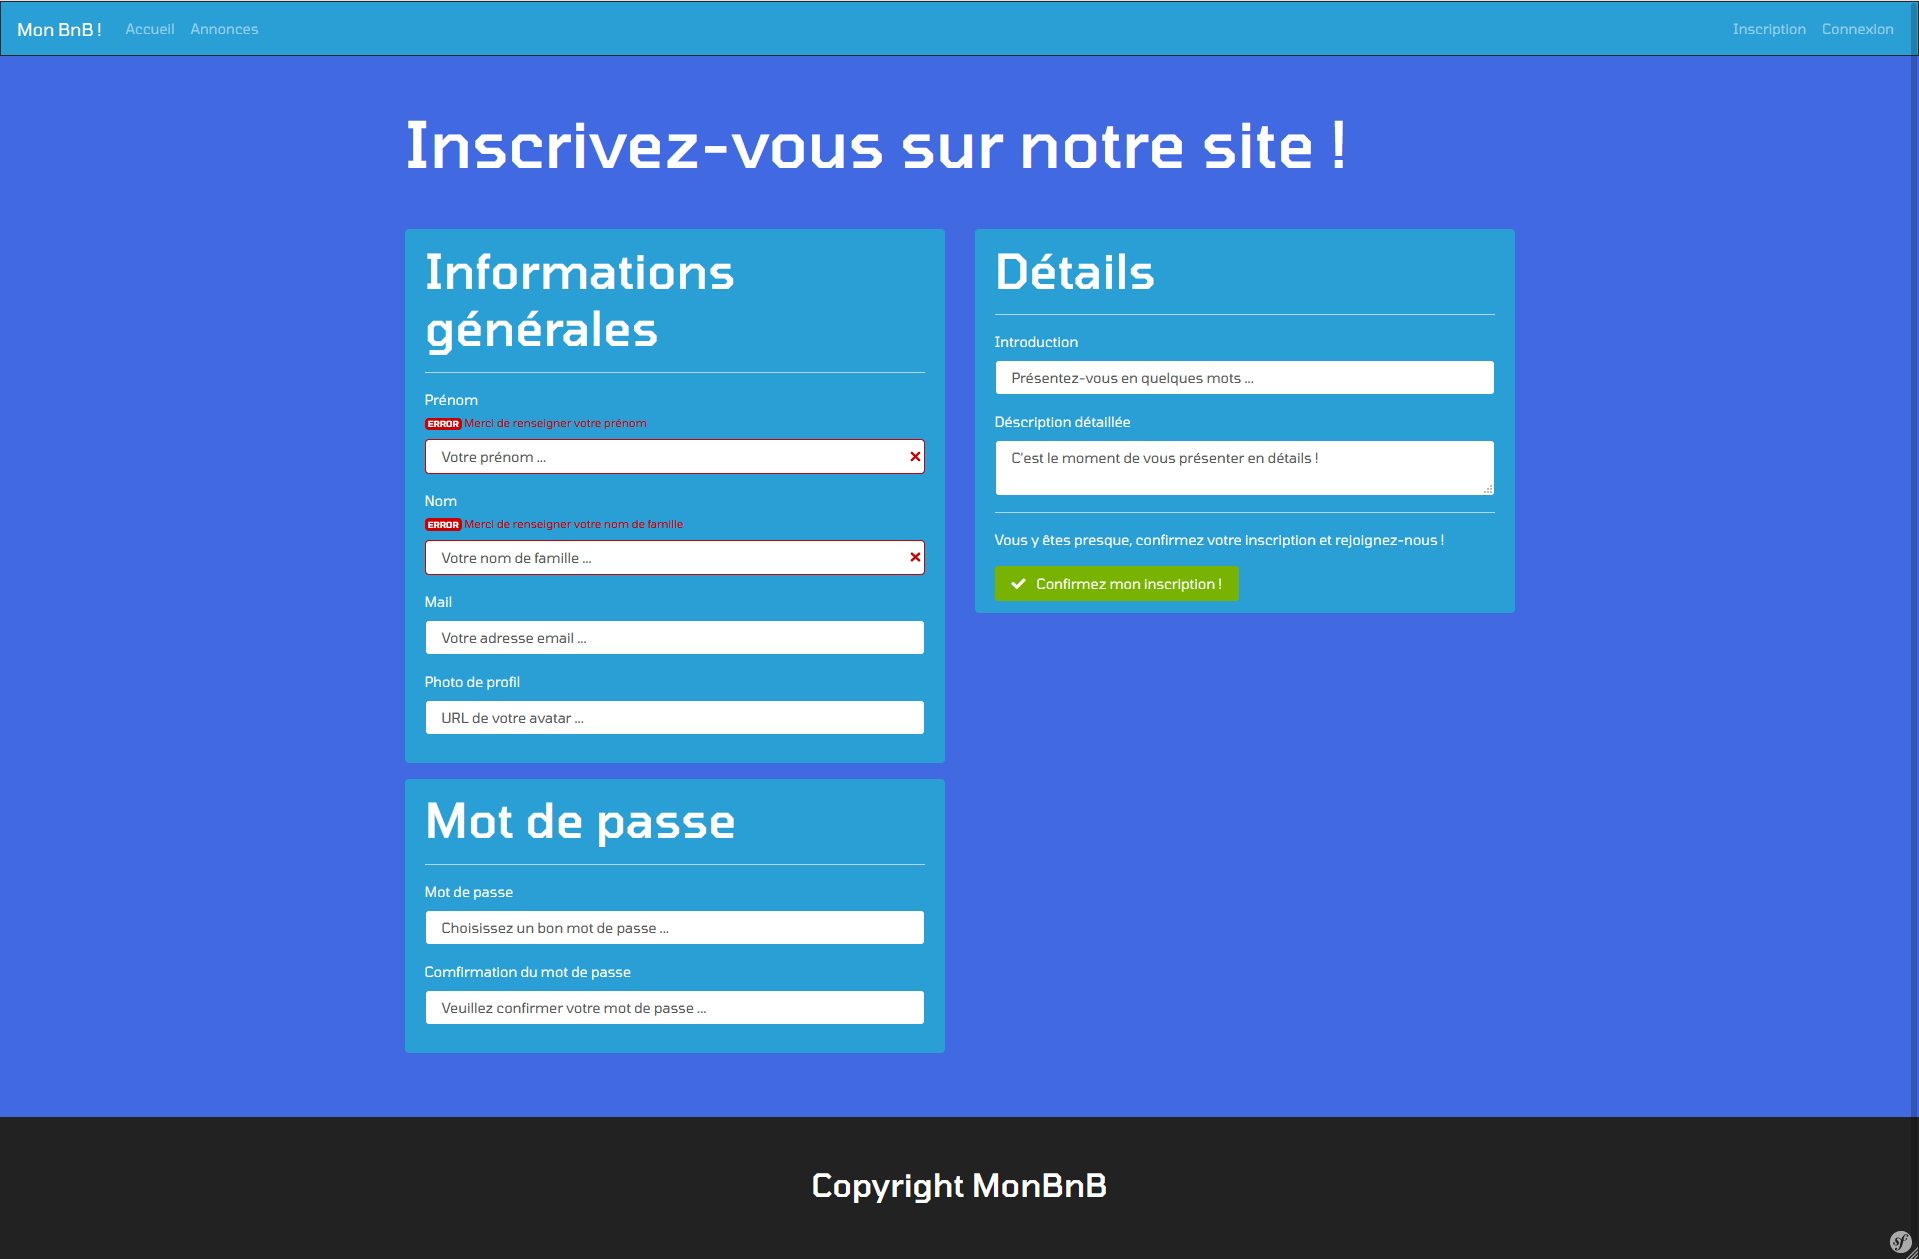 Mon BnB !
Accueil
Annonces
Inscription
Connexion
Inscrivez-vous sur notre site !
Informations
générales
Prénom
ERROR Merci de renseigner votre prénom
Votre prénom ...
Nom
ERROR Merci de renseigner votre nom de famille
Votre nom de famille ...
Mail
Votre adresse email ...
Photo de profil
URL de votre avatar ...
Mot de passe
Mot de passe
Choisissez un bon mot de passe ...
Comfirmation du mot de passe
Veuillez confirmer votre mot de passe ...
Détails
Introduction
Présentez-vous en quelques mots ...
Déscription détaillée
C'est le moment de vous présenter en détails !
Vous y êtes presque, confirmez votre inscription et rejoignez-nous !
Confirmez mon inscription !
Copyright MonBnB
sf